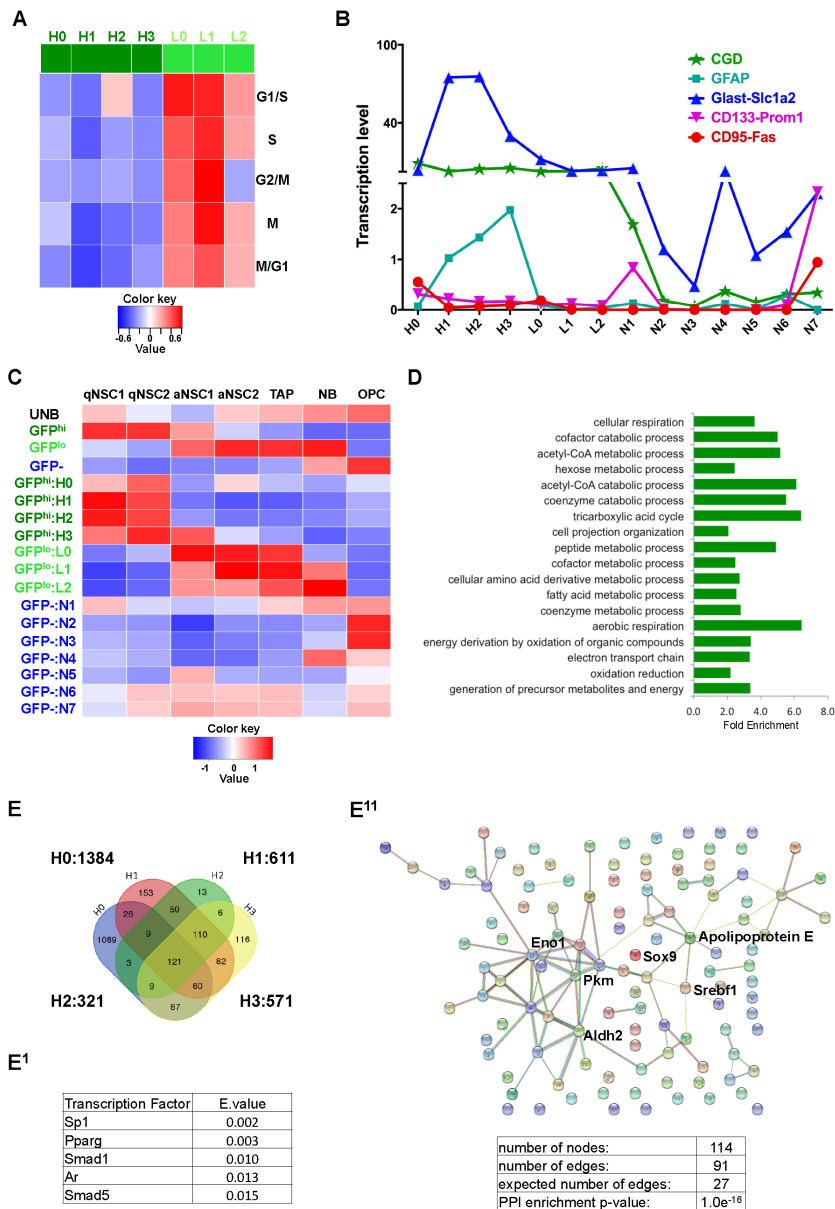 A
H0 H1 H2 H3 L0 L1 L2
G1/S
S
G2/M
M
M/G1
Color key
-0.6 0 0.6
Value
B
100
40
2
1
0
Transcription level
CGD
GFAP
Glast-Slc1a2
CD133-Prom1
CD95-Fas
H0 H1 H2 H3 L0 L1 L2 N1 N2 N3 N4 N5 N6 N7
C
qNSC1 qNSC2 aNSC1 aNSC2 TAP NB OPC
UNB
GFPhi
GFPlo
GFP-
GFPhi:H0
GFPhi:H1
GFPhi:H2
GFPhi:H3
GFPlo:L0
GFPlo:L1
GFPlo:L2
GFP-:N1
GFP-:N2
GFP-:N3
GFP-:N4
GFP-:N5
GFP-:N6
GFP-:N7
Color key
-1 0 1
Value
D
cellular respiration
cofactor catabolic process
acetyl-CoA metabolic process
hexose metabolic process
acetyl-CoA catabolic process
coenzyme catabolic process
tricarboxylic acid cycle
cell projection organization
peptide metabolic process
cofactor metabolic process
cellular amino acid derivative metabolic process
fatty acid metabolic process
coenzyme metabolic process
aerobic respiration
energy derivation by oxidation of organic compounds
electron transport chain
oxidation reduction
generation of precursor metabolites and energy
0.0 2.0 4.0 6.0 8.0
Fold Enrichment
E
H0:1384
H1:611
H2:321
H3:571
H0
H1
H2
H3
153 13
26 50 6
1089 9 110 116
3 121 82
9 60
67
E1
Transcription Factor E.value
Sp1 0.002
Pparg 0.003
Smad1 0.010
Ar 0.013
Smad5 0.015
E11
Eno1
Apolipoprotein E
Sox9
Pkm
Srebf1
Aldh2
number of nodes: 114
number of edges: 91
expected number of edges: 27
PPI enrichment p-value: 1.0e-16